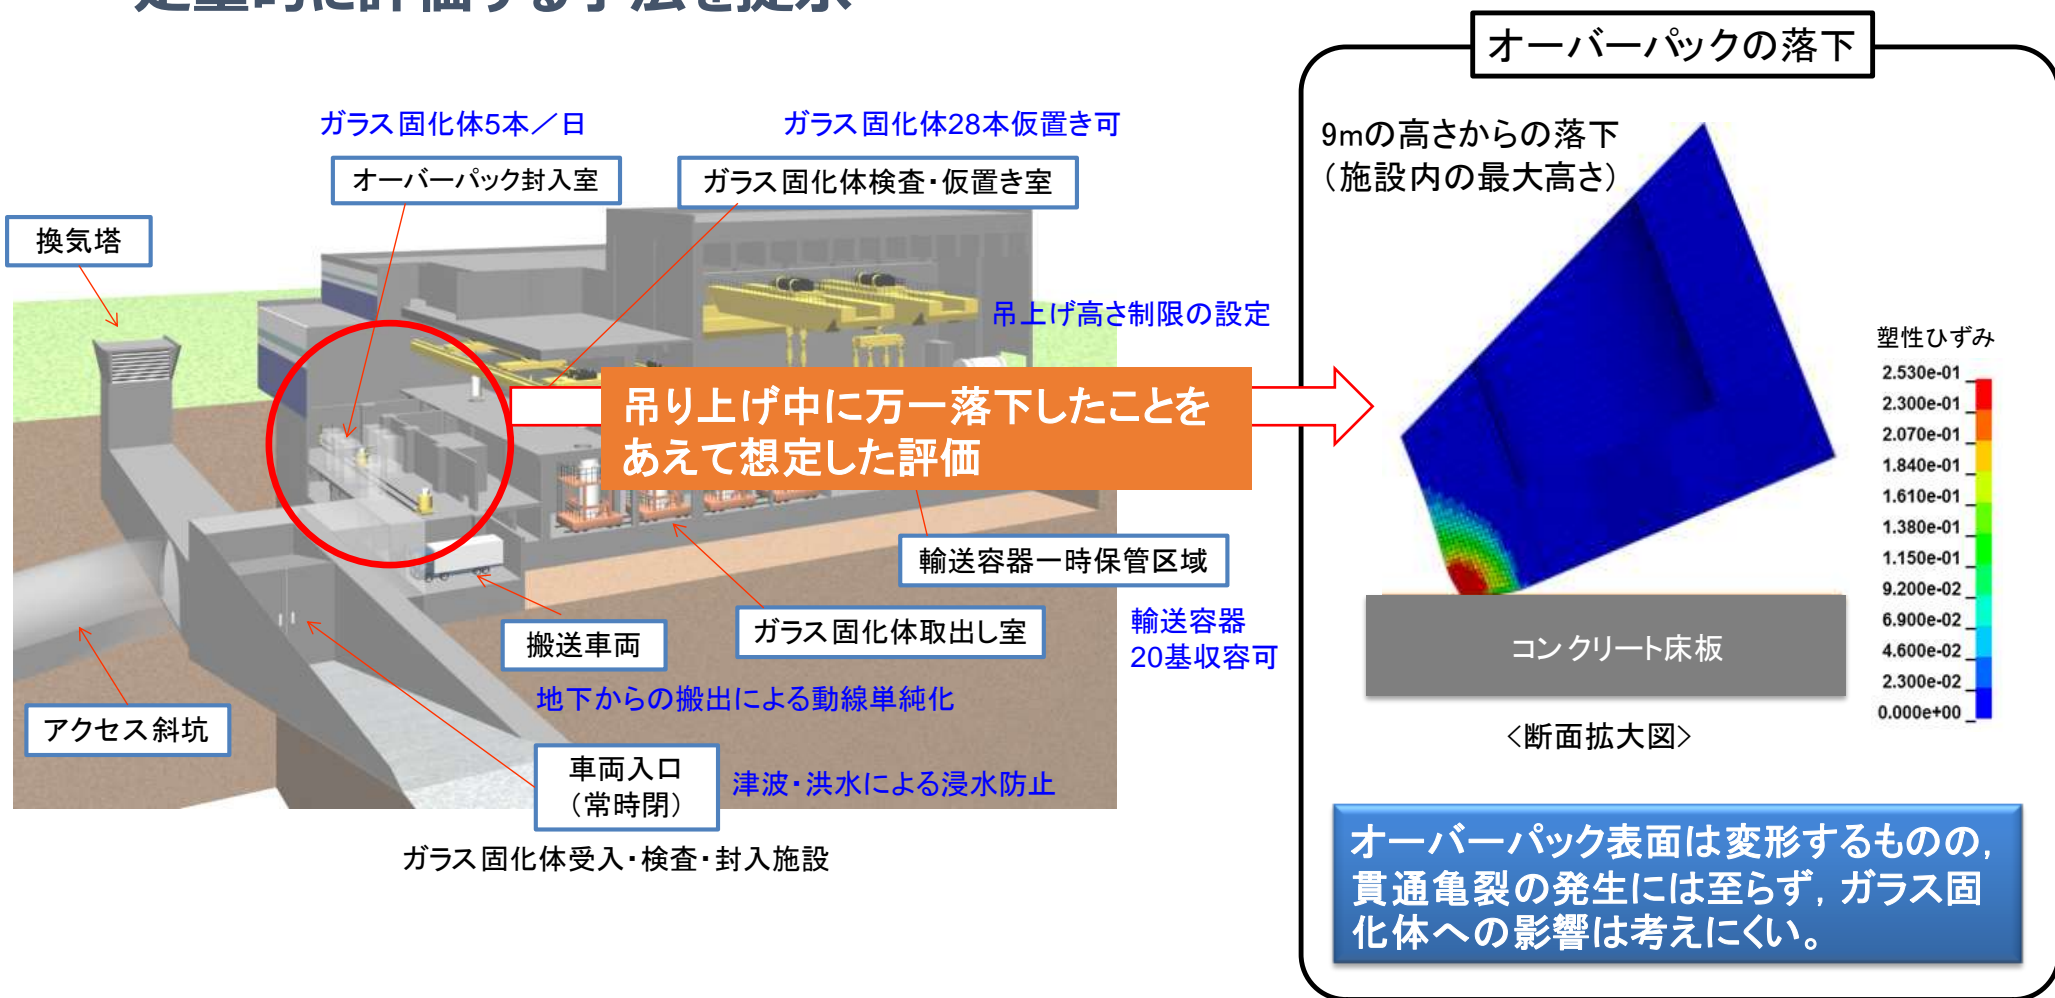 定量的に評価する手法を提示
オーバーパックの落下
ガラス固化体5本／日
ガラス固化体28本仮置き可
オーバーパック封入室
ガラス固化体検査・仮置き室
換気塔
吊上げ高さ制限の設定
吊り上げ中に万一落下したことを
あえて想定した評価
輸送容器一時保管区域
ガラス固化体取出し室
輸送容器
20基収容可
搬送車両
地下からの搬出による動線単純化
アクセス斜坑
車両入口
（常時閉）
津波・洪水による浸水防止
ガラス固化体受入・検査・封入施設
9mの高さからの落下
（施設内の最大高さ）
塑性ひずみ
2.530e-01
2.300e-01
2.070e-01
1.840e-01
1.610e-01
1.380e-01
1.150e-01
9.200e-02
6.900e-02
4.600e-02
2.300e-02
0.000e+00
コンクリート床板
＜断面拡大図＞
オーバーパック表面は変形するものの，
貫通亀裂の発生には至らず，ガラス固
化体への影響は考えにくい。